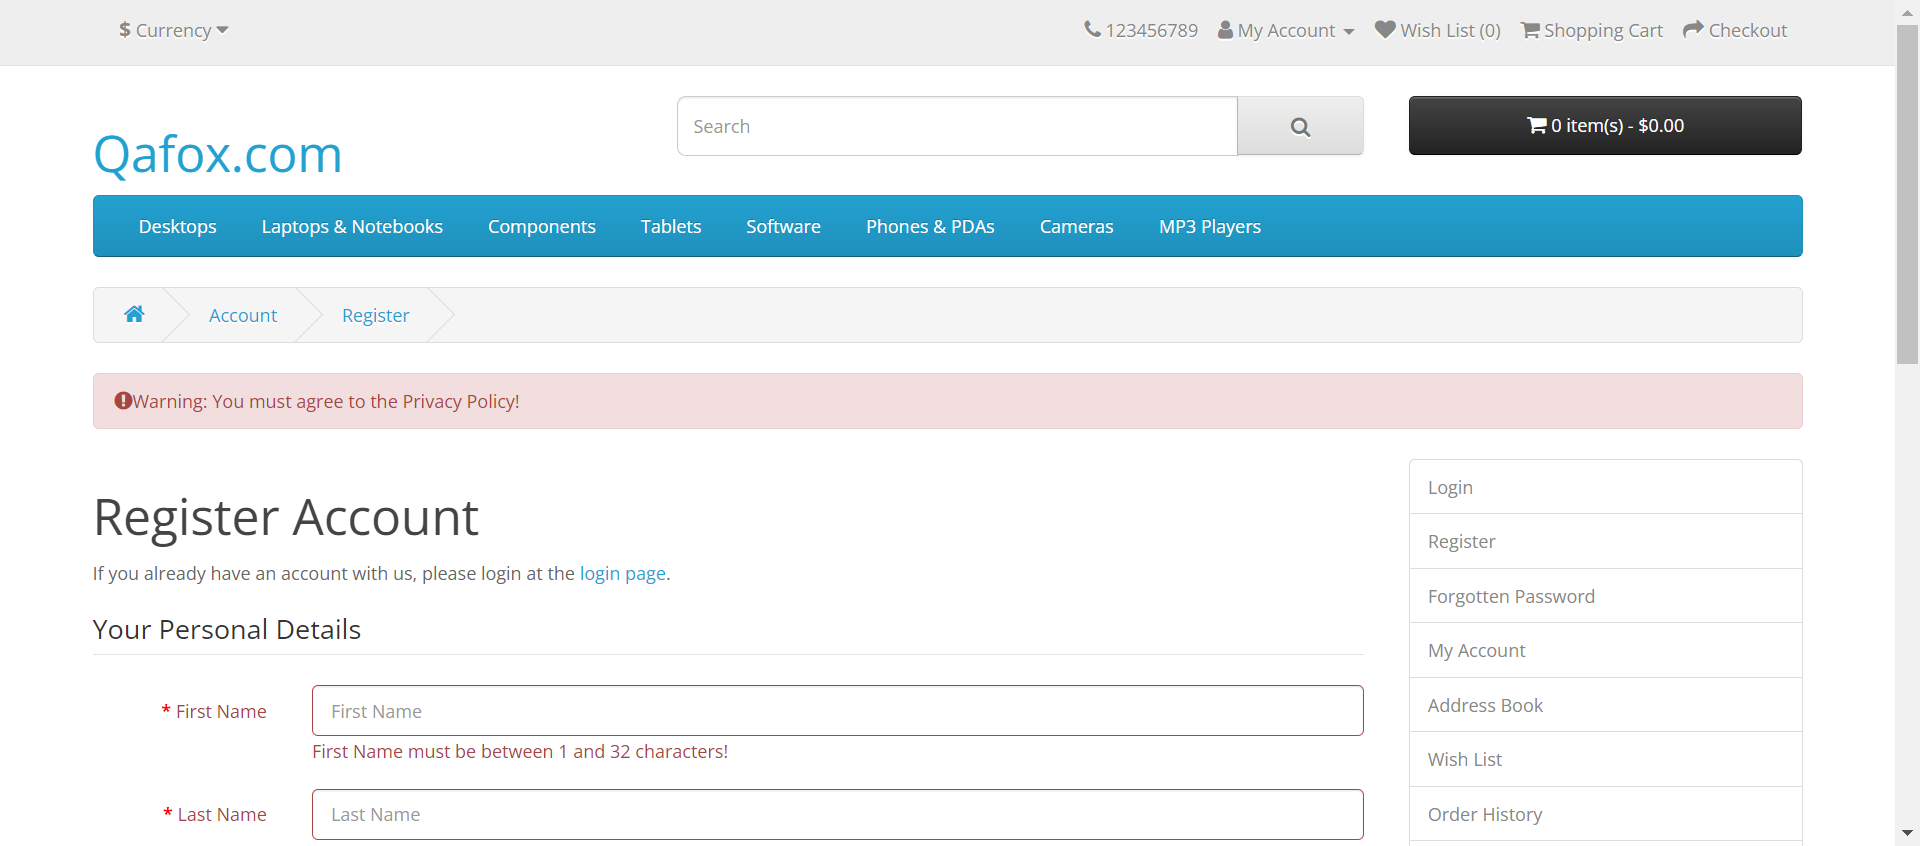 $ Currency
123456789 My Account Wish List (0) Shopping Cart Checkout
Qafox.com
Search
0 item(s) - $0.00
Desktops Laptops & Notebooks Components Tablets Software Phones & PDAs Cameras MP3 Players
Account Register
Warning: You must agree to the Privacy Policy!
Register Account
If you already have an account with us, please login at the login page.
Your Personal Details
* First Name First Name
First Name must be between 1 and 32 characters!
* Last Name Last Name
Login
Register
Forgotten Password
My Account
Address Book
Wish List
Order History